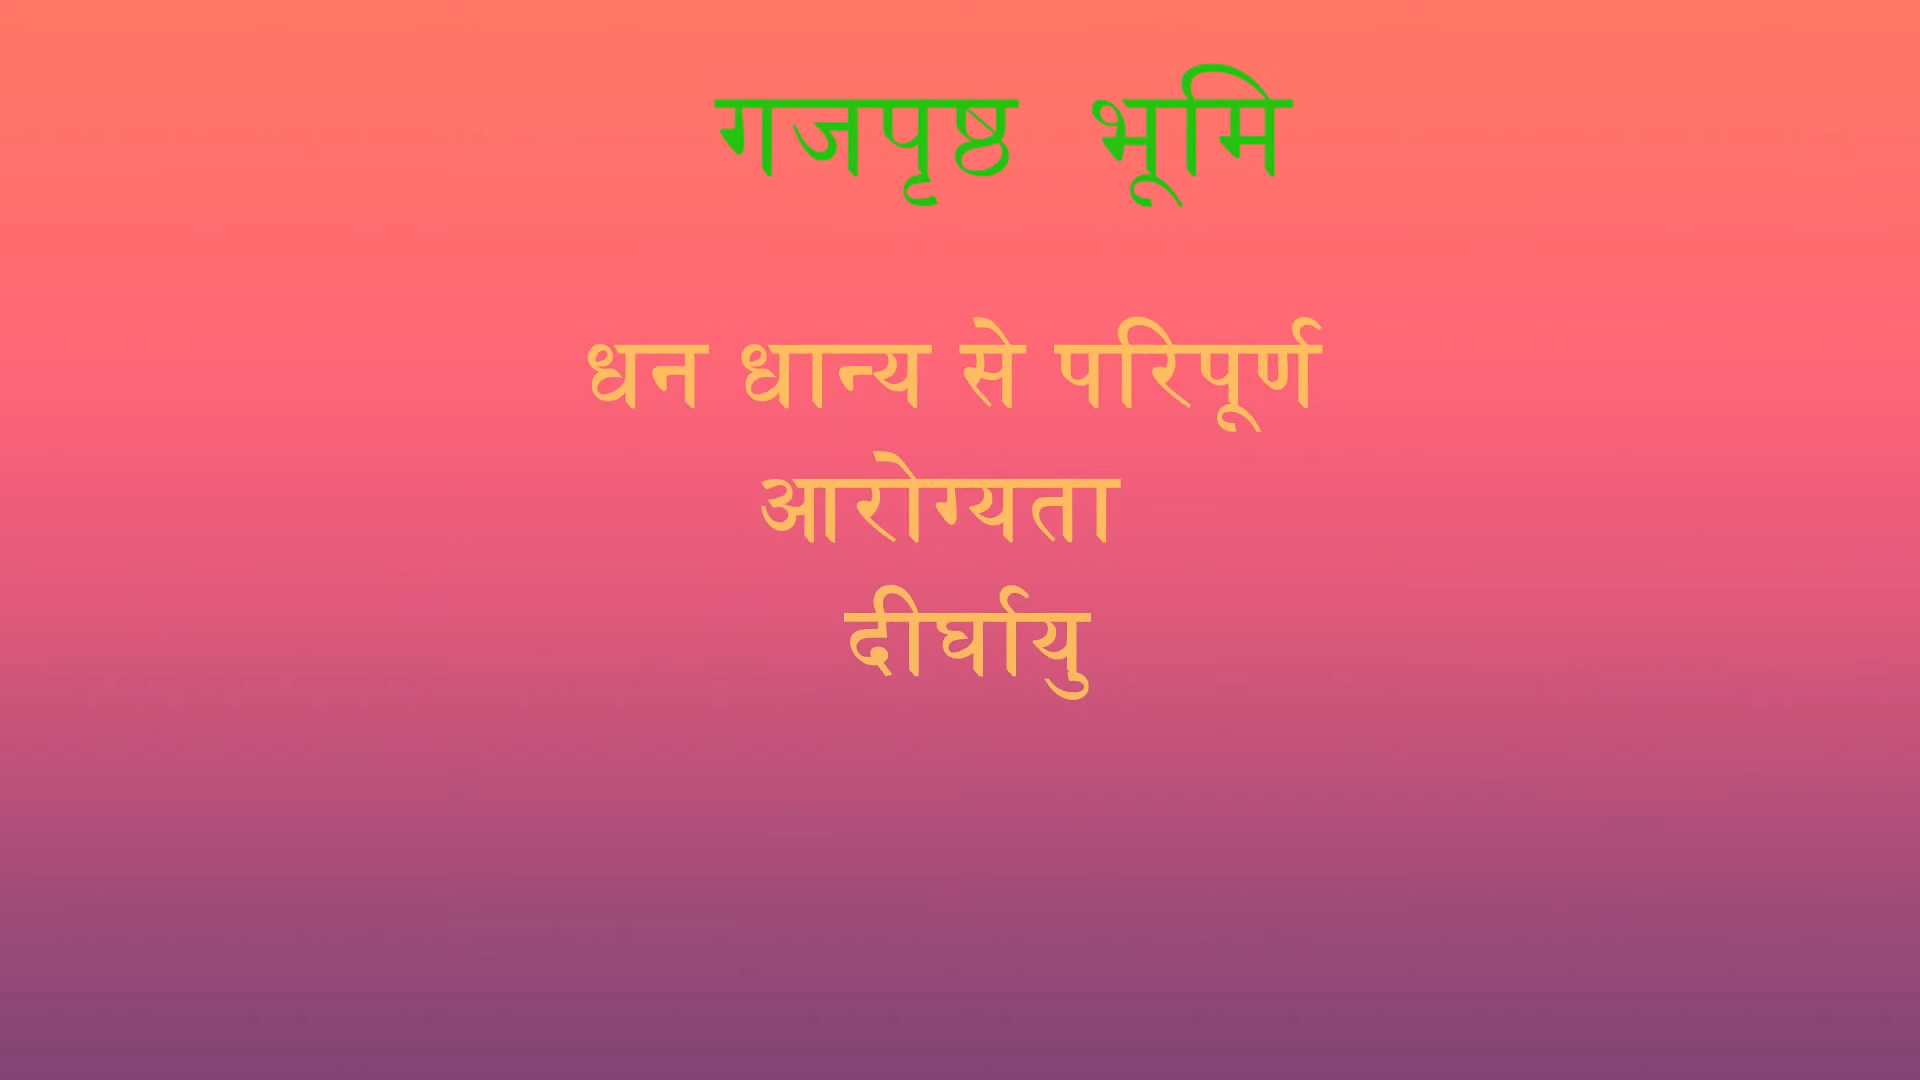 गजपृष्ठ भूमि
धन धान्य से परिपूर्ण
आरोग्यता
दीर्घायु